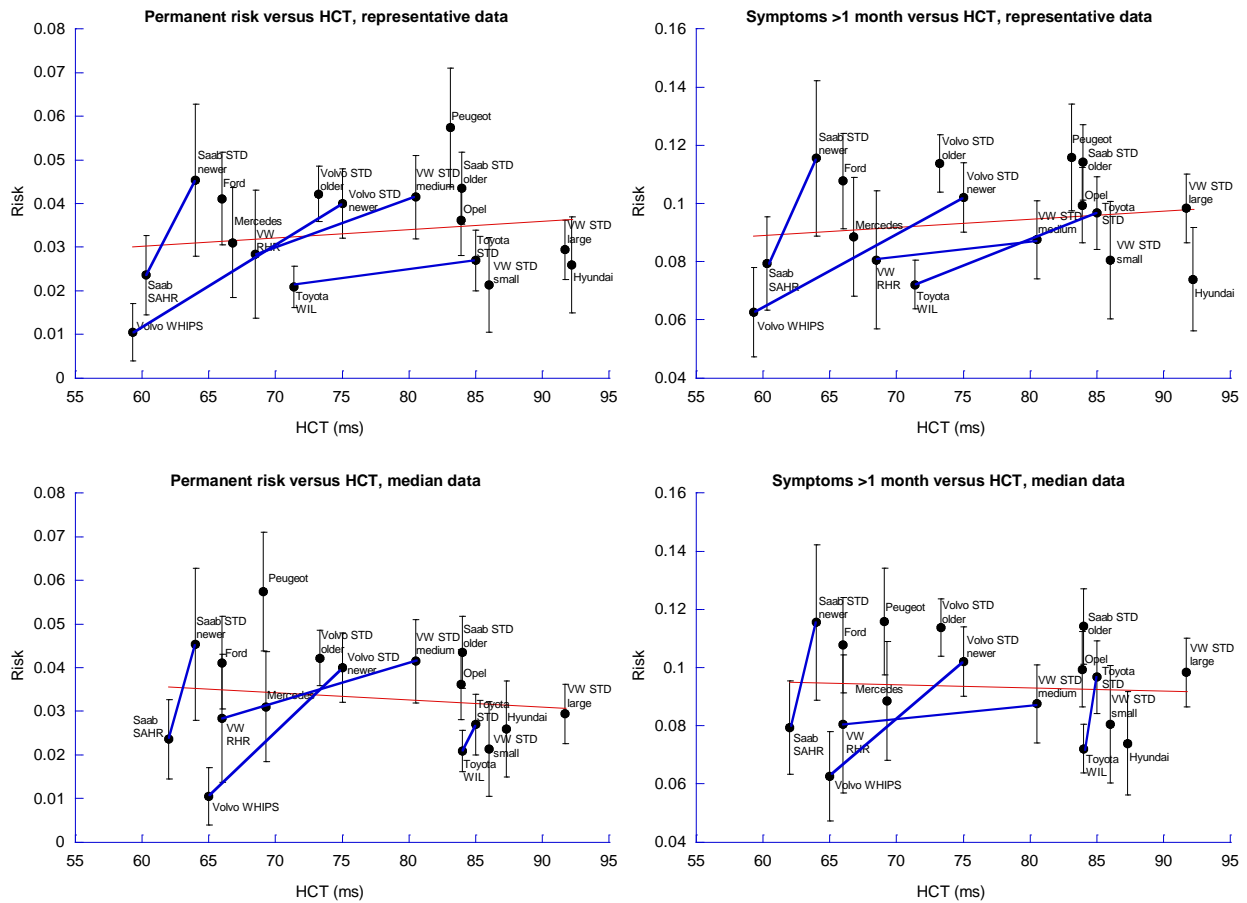 Permanent risk versus HCT, representative data
0.08
0.07
0.06
0.05
0.04
0.03
0.02
0.01
0
Risk
Peugeot
Saab STD
newer
Ford
Volvo STD
older
Volvo STD
newer
VW STD
medium
Saab STD
older
Mercedes
VW
RHR
Opel
Toyota
STD
VW STD
large
Saab
SAHR
Toyota
WIL
VW STD
small
Hyundai
Volvo WHIPS
55
60
65
70
75
80
85
90
95
HCT (ms)
Symptoms >1 month versus HCT, representative data
0.16
0.14
0.12
0.1
0.08
0.06
0.04
Risk
Saab STD
newer
Ford
Volvo STD
older
Peugeot
Saab STD
older
Volvo STD
newer
Opel
Toyota
STD
VW STD
large
Mercedes
VW STD
medium
Saab
SAHR
VW
RHR
Toyota
WIL
VW STD
small
Hyundai
Volvo WHIPS
55
60
65
70
75
80
85
90
95
HCT (ms)
Permanent risk versus HCT, median data
0.08
0.07
0.06
0.05
0.04
0.03
0.02
0.01
0
Risk
Peugeot
Saab STD
newer
Ford
Volvo STD
older
Volvo STD
newer
VW STD
medium
Saab STD
older
Opel
Mercedes
VW
RHR
Toyota
STD
Hyundai
VW STD
large
Saab
SAHR
Toyota
WIL
VW STD
small
Volvo WHIPS
55
60
65
70
75
80
85
90
95
HCT (ms)
Symptoms >1 month versus HCT, median data
0.16
0.14
0.12
0.1
0.08
0.06
0.04
Risk
Saab STD
newer
Peugeot
Ford
Volvo STD
older
Saab STD
older
Volvo STD
newer
Opel
Toyota
STD
VW STD
large
Mercedes
VW STD
medium
Saab
SAHR
VW
RHR
VW STD
small
Toyota
WIL
Hyundai
Volvo WHIPS
55
60
65
70
75
80
85
90
95
HCT (ms)